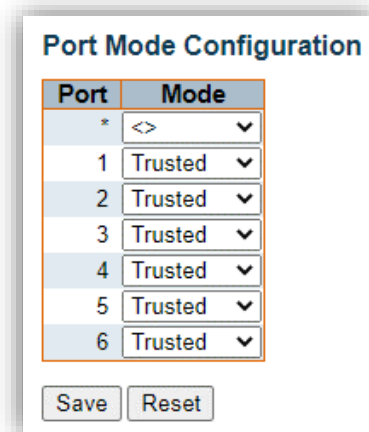 Port Mode Configuration
Port Mode
* <>
1 Trusted
2 Trusted
3 Trusted
4 Trusted
5 Trusted
6 Trusted
Save Reset